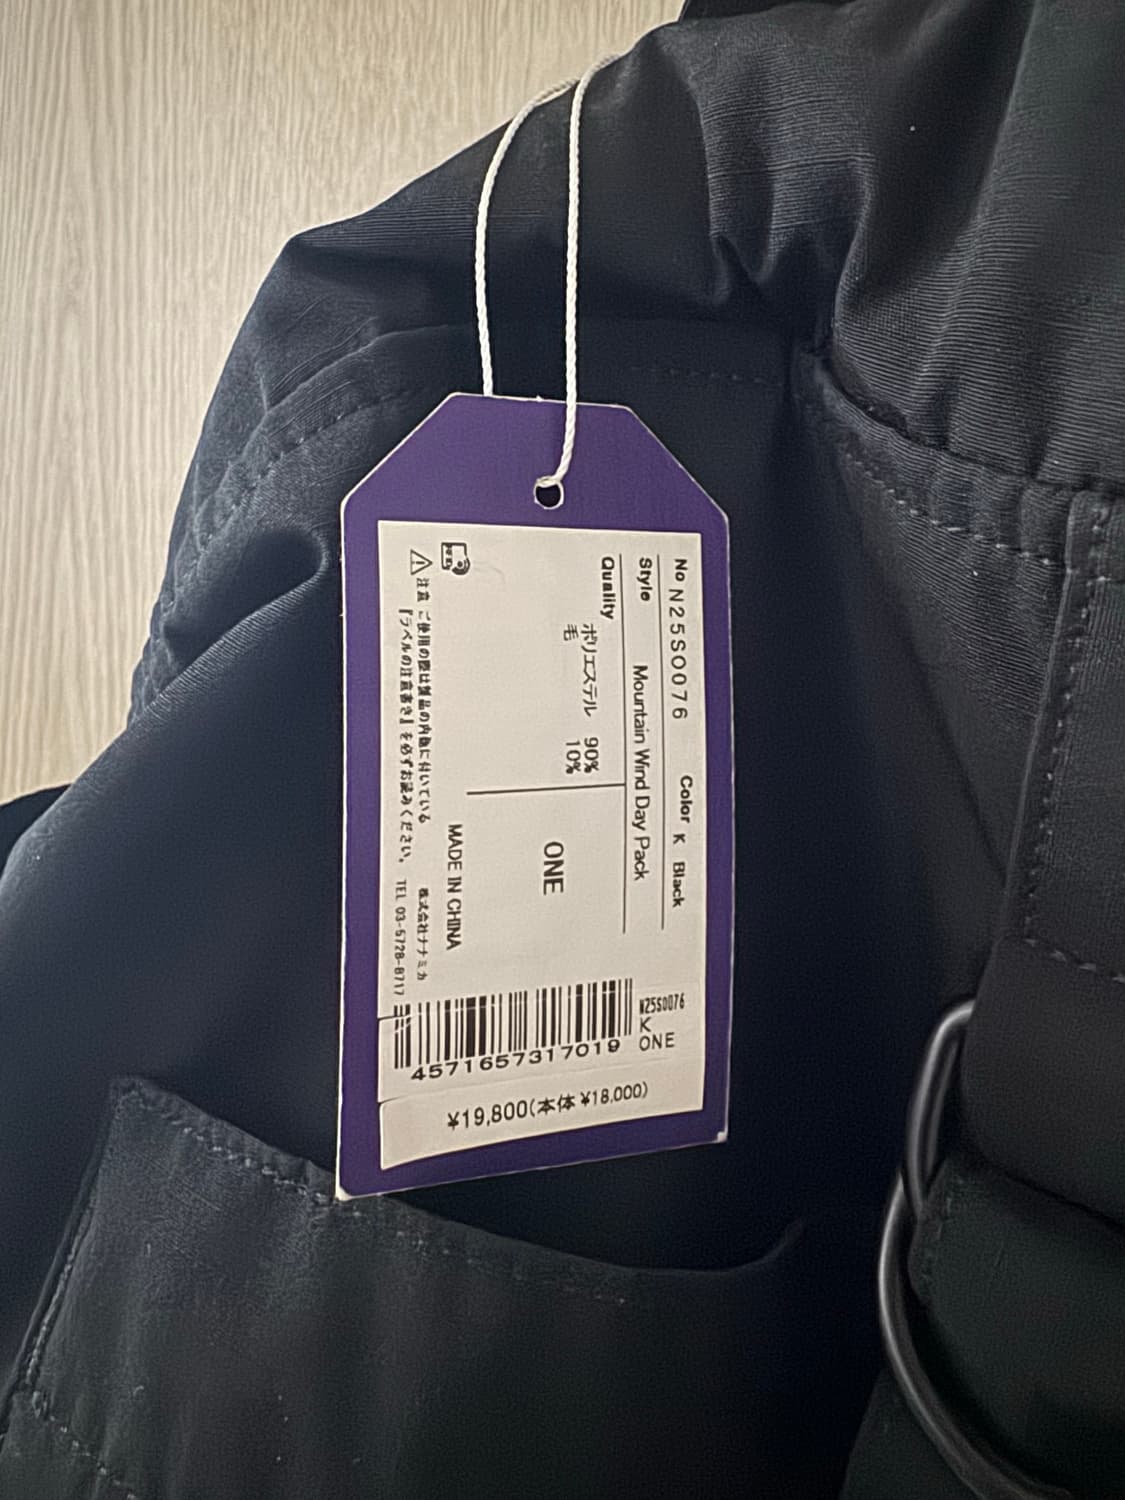 No N25S0076 Color K Black
Style Mountain Wind Day Pack
Quality
ポリエステル 90%
毛 10%
ONE
MADE IN CHINA
注意 ご使用の際は製品の内側に付いている
『ラベルの注意書き』を必ずお読みください。
株式会社ナナミカ
TEL 03-5728-8717
N25S0076
K
ONE
4571657317019
¥19,800(本体 ¥18,000)